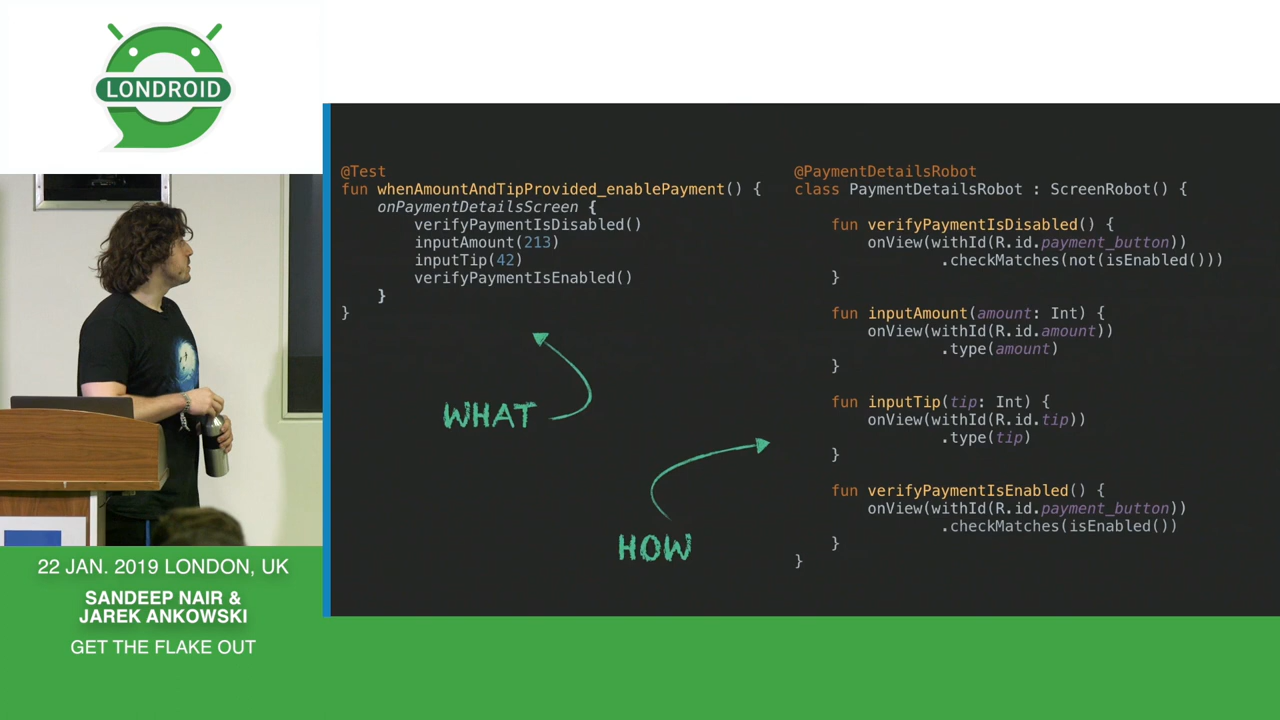 LONDROID
@Test
fun whenAmountAndTipProvided_enablePayment() {
onPaymentDetailsScreen {
verifyPaymentIsDisabled()
inputAmount(213)
inputTip(42)
verifyPaymentIsEnabled()
}
}
WHAT
HOW
@PaymentDetailsRobot
class PaymentDetailsRobot : ScreenRobot() {
fun verifyPaymentIsDisabled() {
onView(withId(R.id.payment_button))
.checkMatches(not(isEnabled()))
}
fun inputAmount(amount: Int) {
onView(withId(R.id.amount))
.type(amount)
}
fun inputTip(tip: Int) {
onView(withId(R.id.tip))
.type(tip)
}
fun verifyPaymentIsEnabled() {
onView(withId(R.id.payment_button))
.checkMatches(isEnabled())
}
}
22 JAN. 2019 LONDON, UK
SANDEEP NAIR &
JAREK ANKOWSKI
GET THE FLAKE OUT